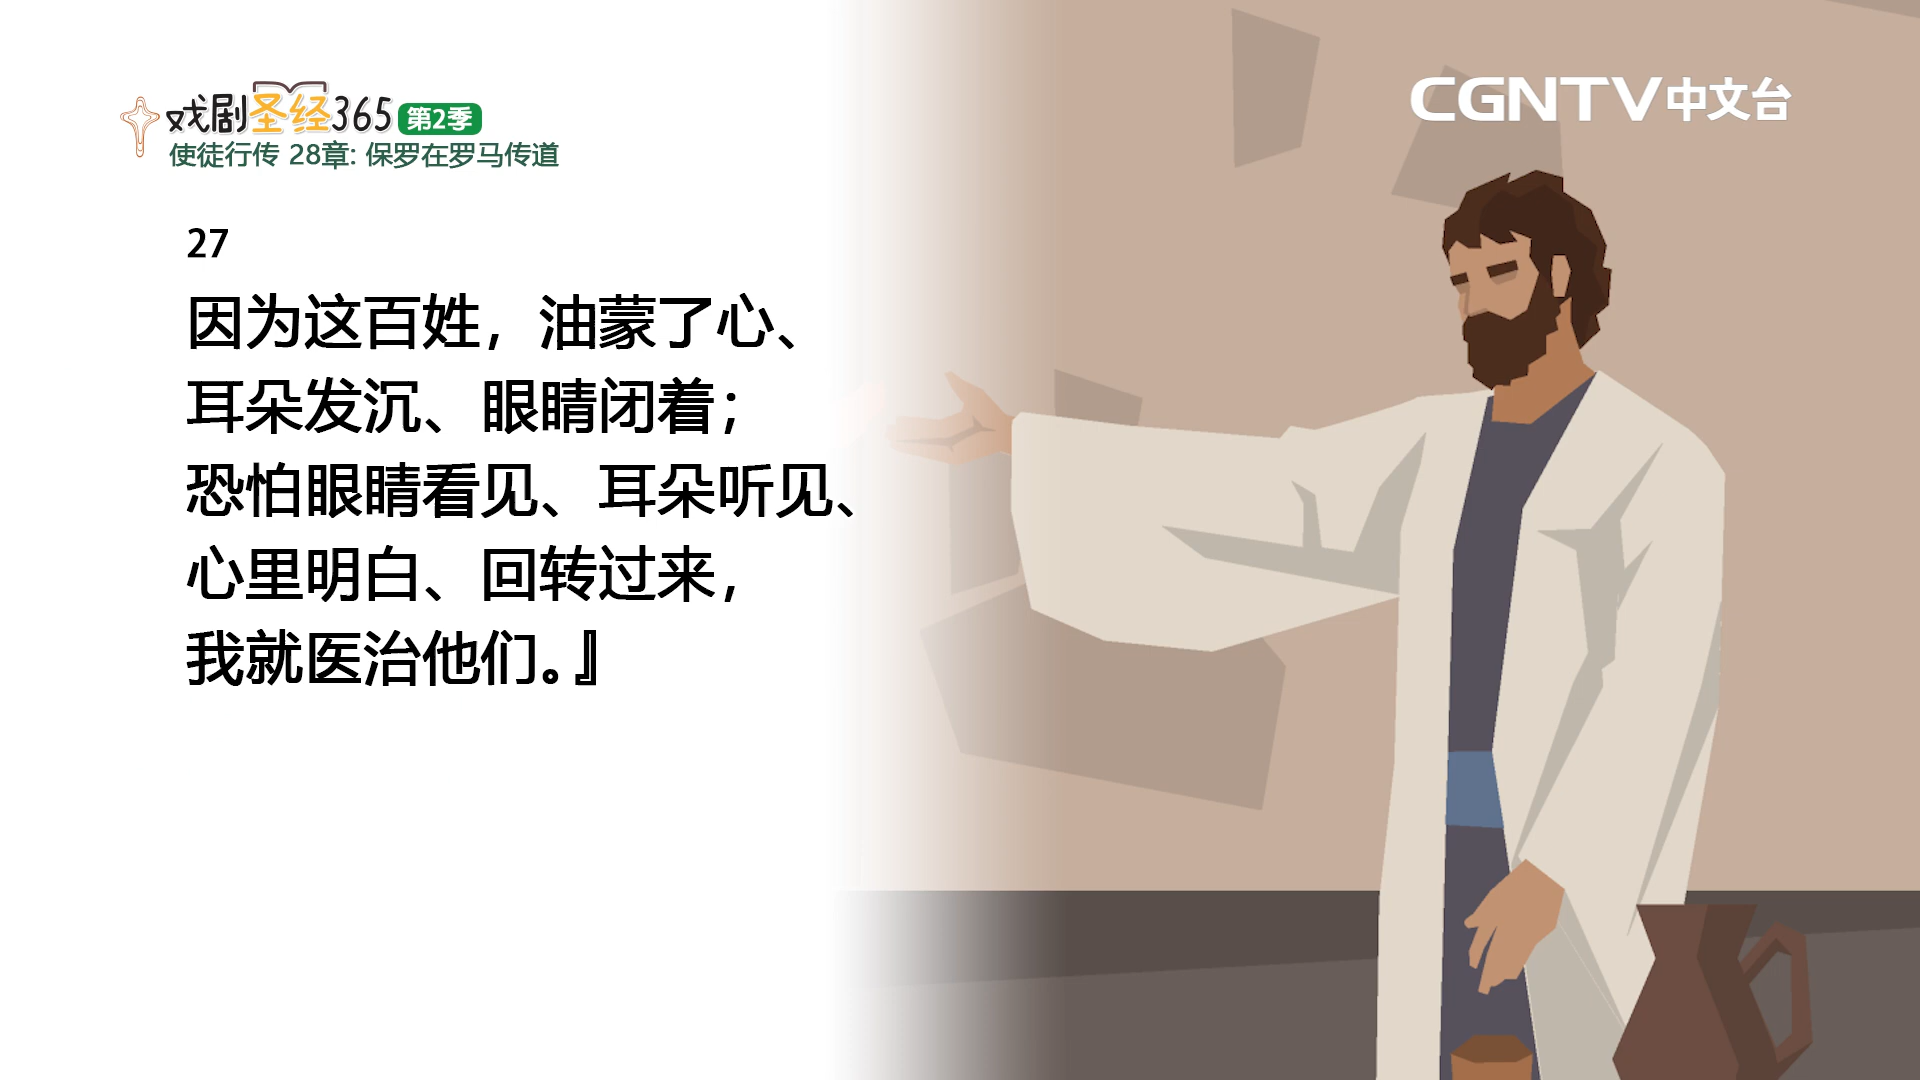 戏剧圣经365 第2季
使徒行传 28章: 保罗在罗马传道
CGNTV中文台
27
因为这百姓，油蒙了心、
耳朵发沉、眼睛闭着；
恐怕眼睛看见、耳朵听见、
心里明白、回转过来，
我就医治他们。』